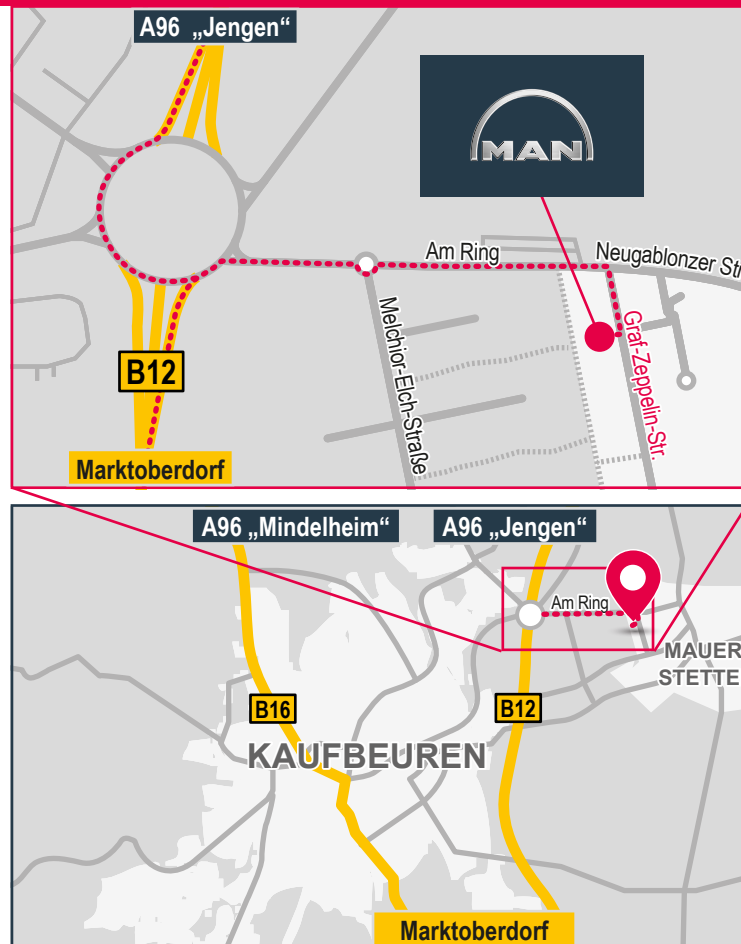 A96 „Jengen“
MAN
Am Ring
Neugablonzer Str
Melchior-Elch-Straße
Graf-Zeppelin-Str.
B12
Marktoberdorf
A96 „Mindelheim“
A96 „Jengen“
Am Ring
MAUER
STETTE
B16
B12
KAUFBEUREN
Marktoberdorf